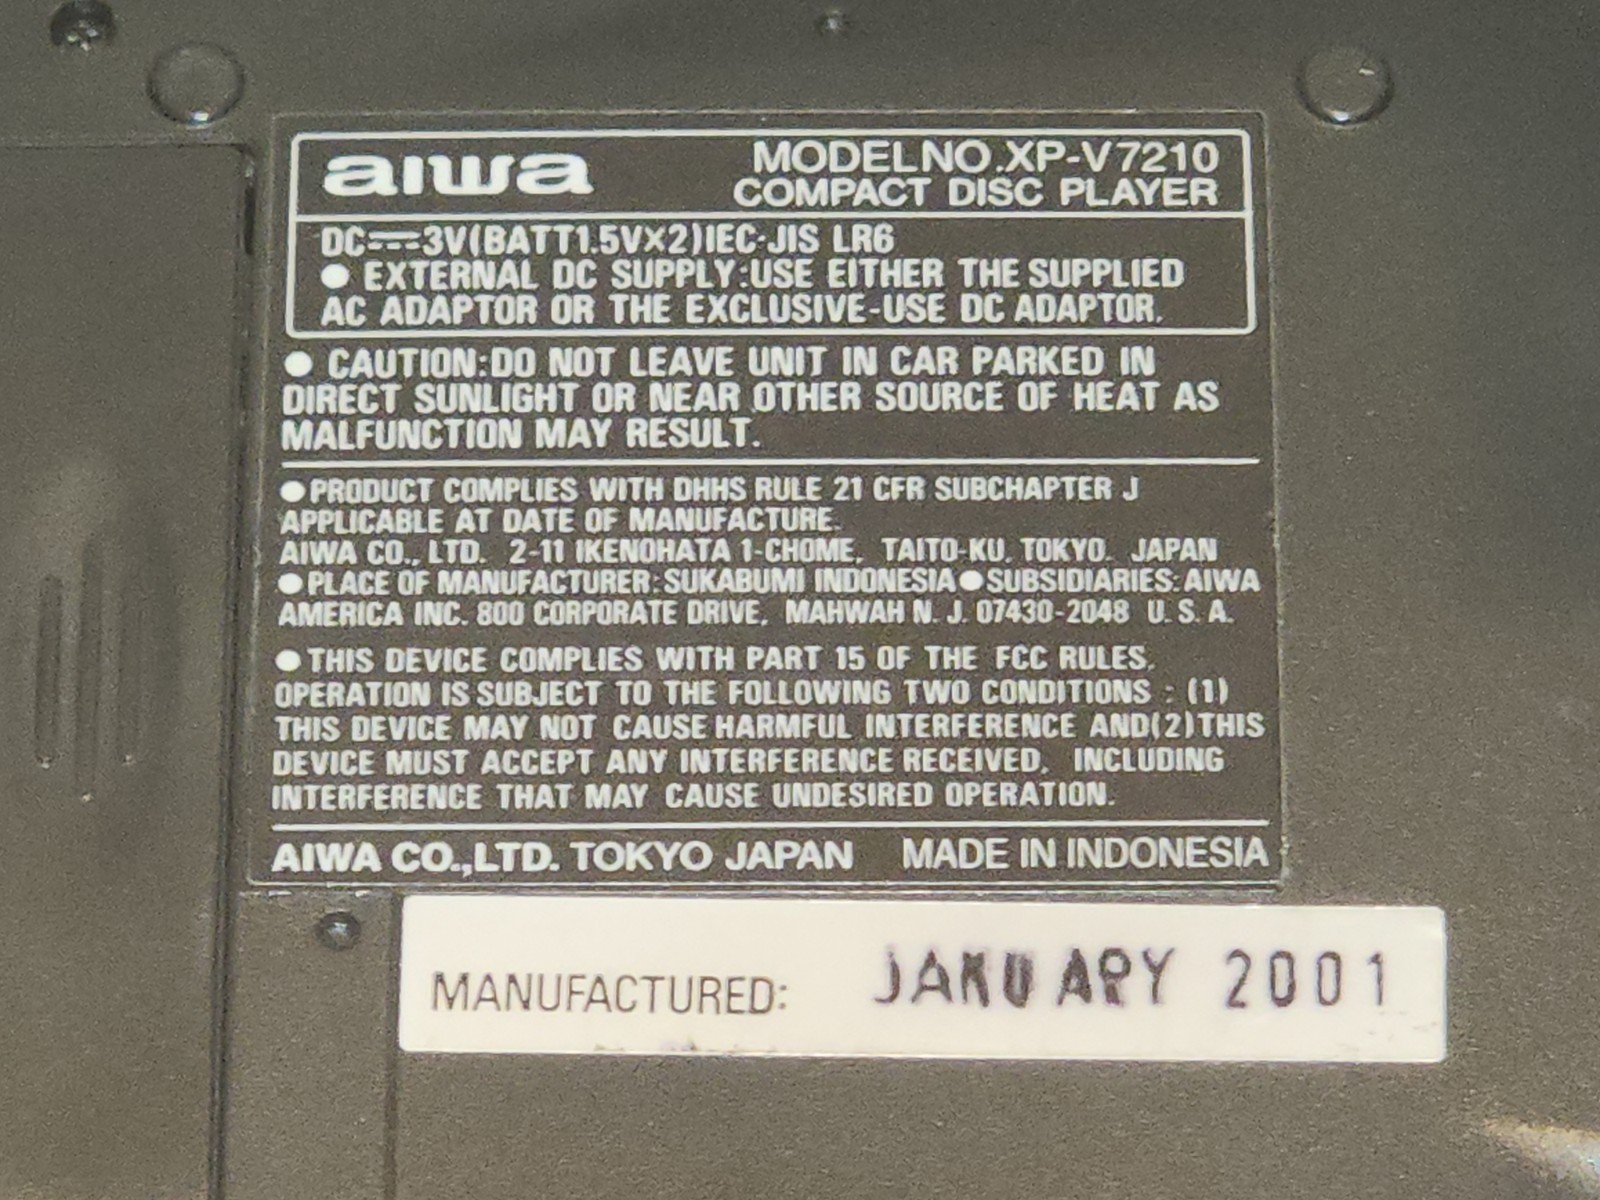 aiwa
MODEL NO. XP-V7210
COMPACT DISC PLAYER
DC⎓3V(BATT1.5V×2)IEC·JIS LR6
● EXTERNAL DC SUPPLY:USE EITHER THE SUPPLIED
AC ADAPTOR OR THE EXCLUSIVE-USE DC ADAPTOR.
● CAUTION:DO NOT LEAVE UNIT IN CAR PARKED IN
DIRECT SUNLIGHT OR NEAR OTHER SOURCE OF HEAT AS
MALFUNCTION MAY RESULT.
● PRODUCT COMPLIES WITH DHHS RULE 21 CFR SUBCHAPTER J
APPLICABLE AT DATE OF MANUFACTURE.
AIWA CO., LTD. 2-11 IKENOHATA 1-CHOME, TAITO-KU, TOKYO. JAPAN
● PLACE OF MANUFACTURER: SUKABUMI INDONESIA ● SUBSIDIARIES: AIWA
AMERICA INC. 800 CORPORATE DRIVE, MAHWAH N. J. 07430-2048 U. S. A.
● THIS DEVICE COMPLIES WITH PART 15 OF THE FCC RULES.
OPERATION IS SUBJECT TO THE FOLLOWING TWO CONDITIONS : (1)
THIS DEVICE MAY NOT CAUSE HARMFUL INTERFERENCE AND(2)THIS
DEVICE MUST ACCEPT ANY INTERFERENCE RECEIVED, INCLUDING
INTERFERENCE THAT MAY CAUSE UNDESIRED OPERATION.
AIWA CO.,LTD. TOKYO JAPAN MADE IN INDONESIA
MANUFACTURED: JANUARY 2001